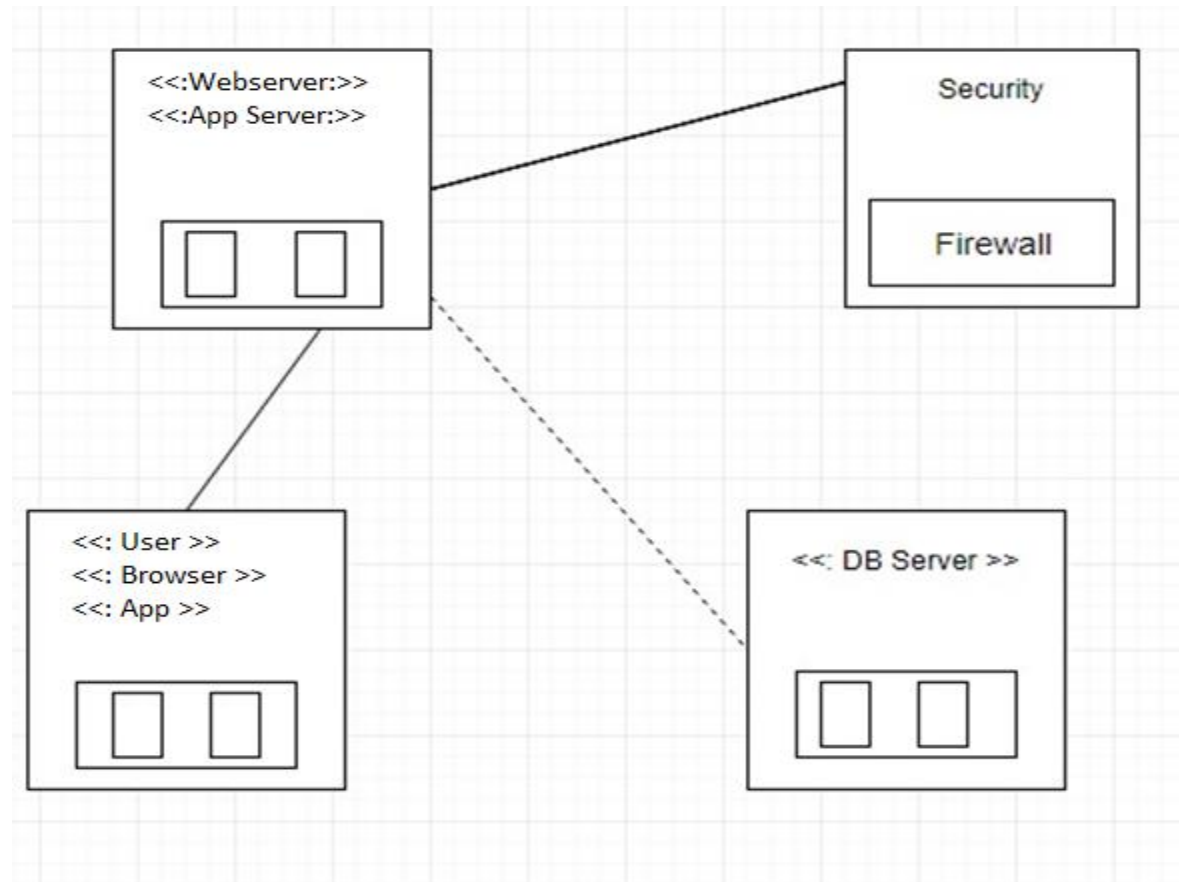 <<:Webserver:>>
<<:App Server:>>
Security
Firewall
<<: User >>
<<: Browser >>
<<: App >>
<<: DB Server >>